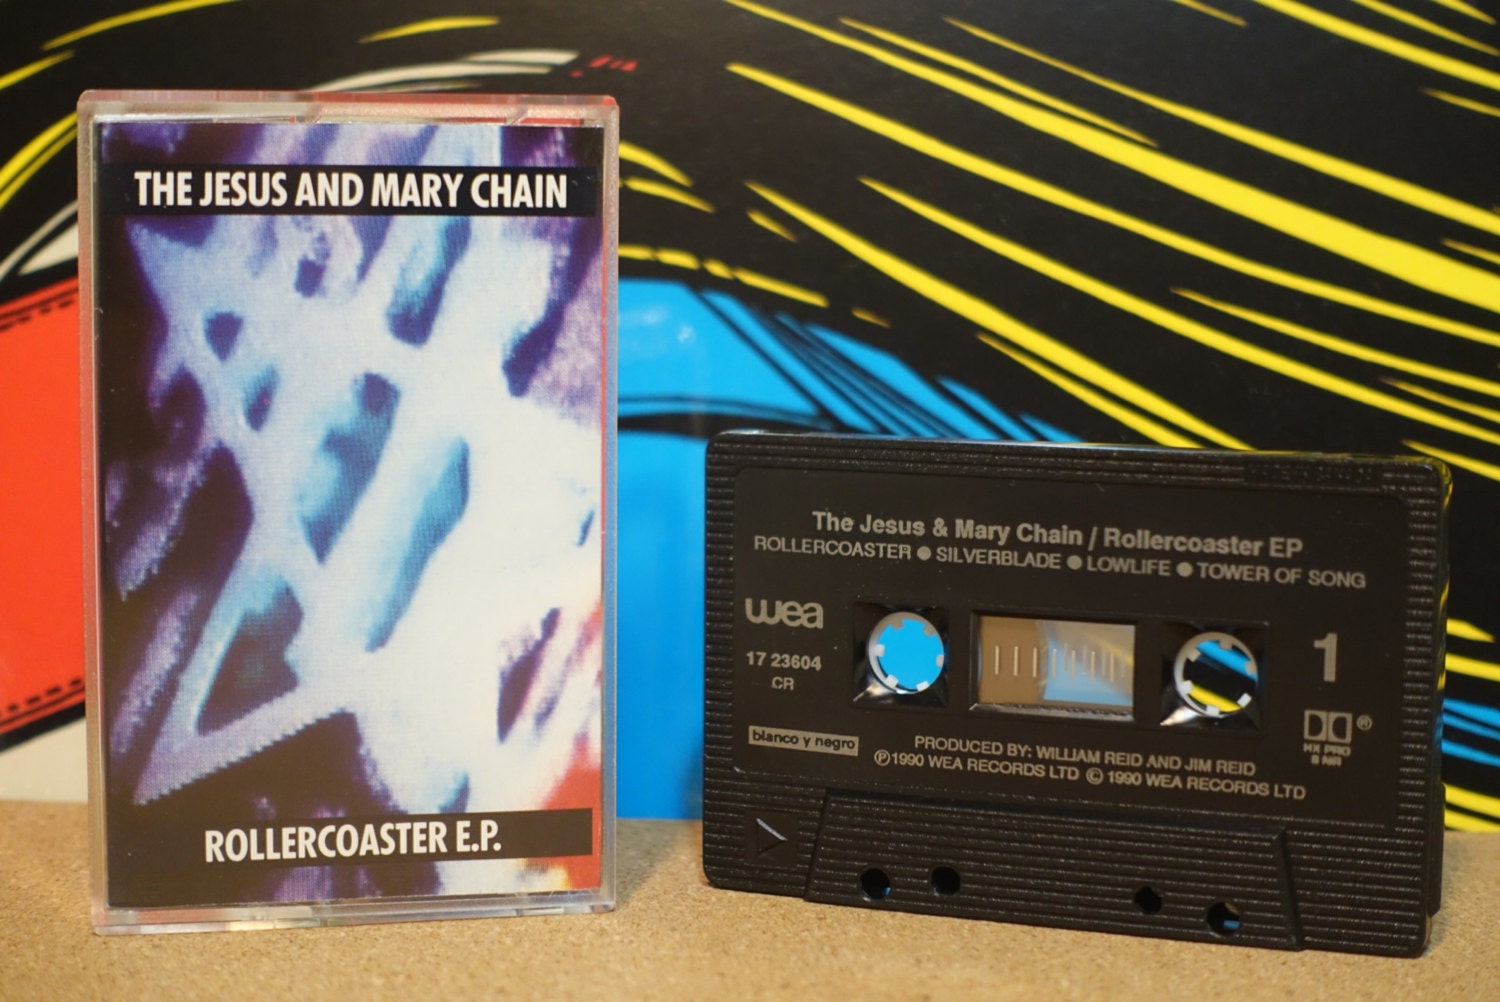 THE JESUS AND MARY CHAIN
ROLLERCOASTER E.P.
The Jesus & Mary Chain / Rollercoaster EP
ROLLERCOASTER ● SILVERBLADE ● LOWLIFE ● TOWER OF SONG
wea
17 23604
CR
1
blanco y negro
PRODUCED BY: WILLIAM REID AND JIM REID
Ⓟ1990 WEA RECORDS LTD © 1990 WEA RECORDS LTD
®
HX PRO
B NR